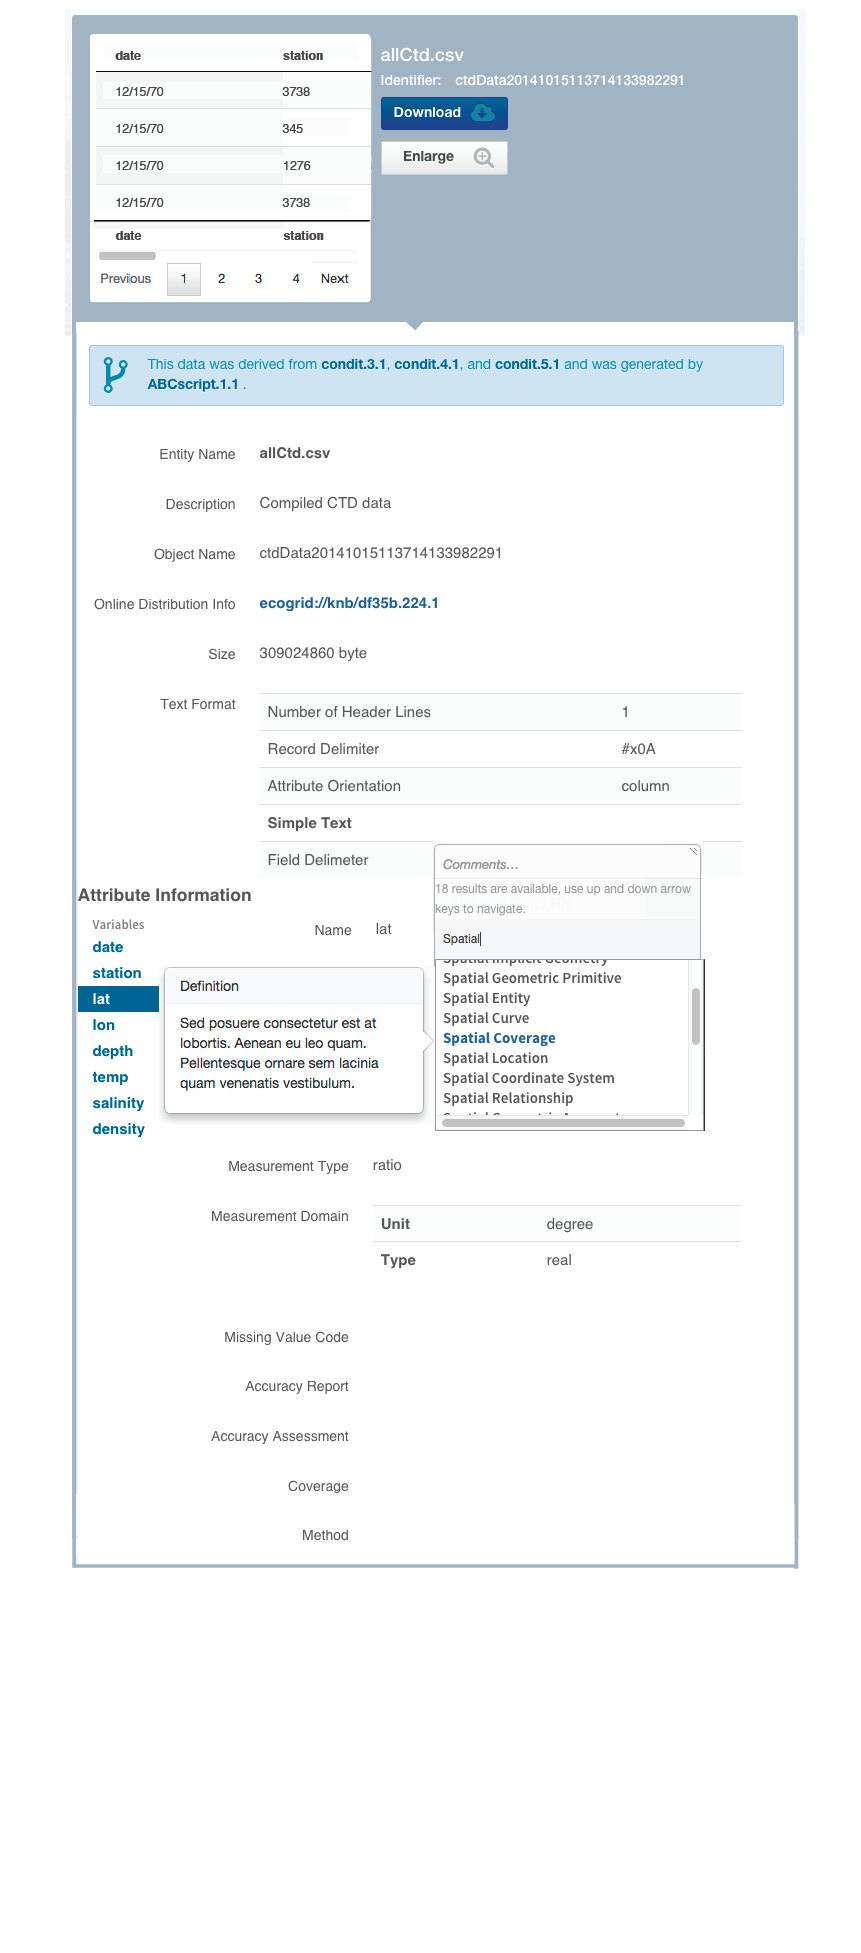 date station
12/15/70 3738
12/15/70 345
12/15/70 1276
12/15/70 3738
date station
Previous 1 2 3 4 Next
allCtd.csv
Identifier: ctdData20141015113714133982291
Download
Enlarge
This data was derived from condit.3.1, condit.4.1, and condit.5.1 and was generated by
ABCscript.1.1 .
Entity Name allCtd.csv
Description Compiled CTD data
Object Name ctdData20141015113714133982291
Online Distribution Info ecogrid://knb/df35b.224.1
Size 309024860 byte
Text Format
Number of Header Lines 1
Record Delimiter #x0A
Attribute Orientation column
Simple Text
Field Delimeter
Comments...
18 results are available, use up and down arrow
keys to navigate.
Spatial
Spatial Implicit Geometry
Spatial Geometric Primitive
Spatial Entity
Spatial Curve
Spatial Coverage
Spatial Location
Spatial Coordinate System
Spatial Relationship
Attribute Information
Variables
date
station
lat
lon
depth
temp
salinity
density
Name lat
Definition
Sed posuere consectetur est at
lobortis. Aenean eu leo quam.
Pellentesque ornare sem lacinia
quam venenatis vestibulum.
Measurement Type ratio
Measurement Domain
Unit degree
Type real
Missing Value Code
Accuracy Report
Accuracy Assessment
Coverage
Method